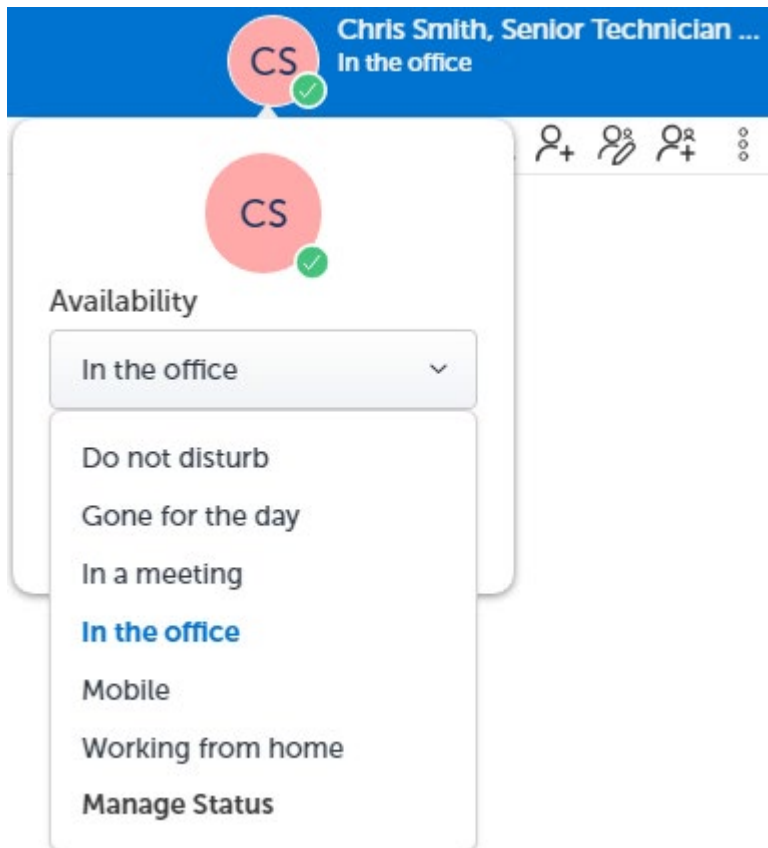 CS
Chris Smith, Senior Technician ...
In the office
CS
Availability
In the office
Do not disturb
Gone for the day
In a meeting
In the office
Mobile
Working from home
Manage Status